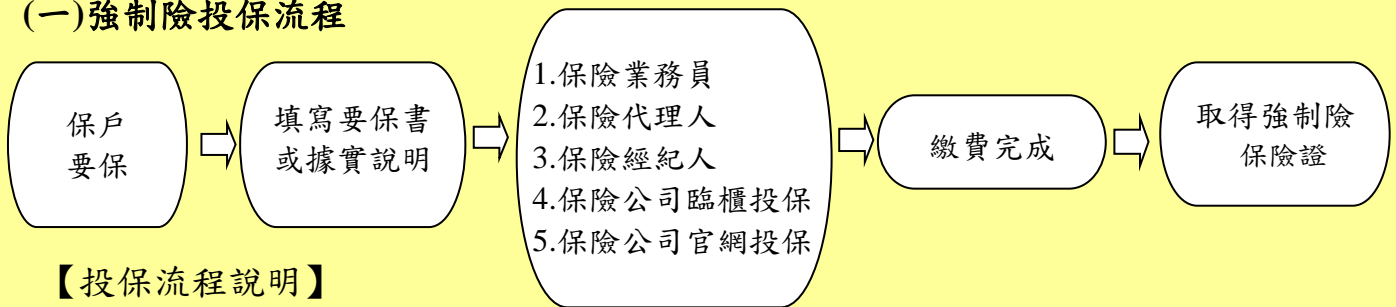 (一)強制險投保流程
保戶
要保
填寫要保書
或據實說明
1.保險業務員
2.保險代理人
3.保險經紀人
4.保險公司臨櫃投保
5.保險公司官網投保
繳費完成
取得強制險
保險證
【投保流程說明】